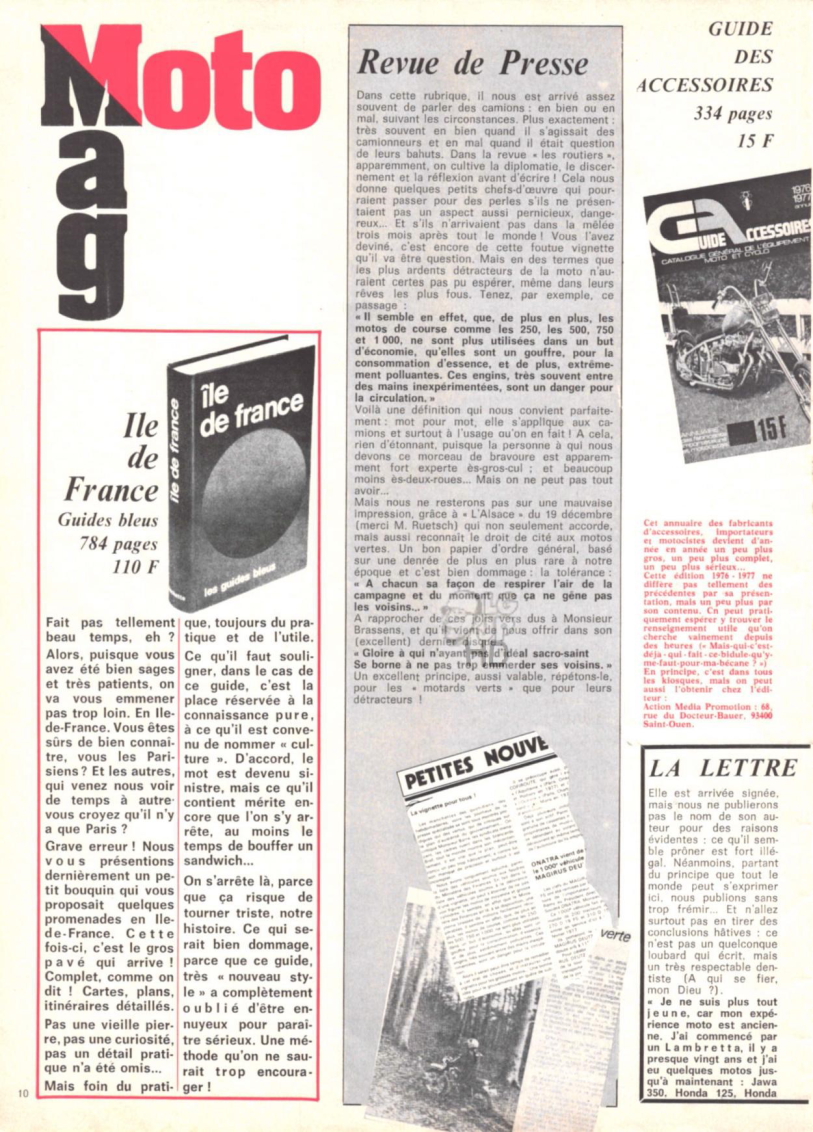 Moto
Mag
Ile
de
France
Guides bleus
784 pages
110 F
île
de france
île de france
les guides bleus
Fait pas tellement
beau temps, eh ?
Alors, puisque vous
avez été bien sages
et très patients, on
va vous emmener
pas trop loin. En Ile-
de-France. Vous êtes
sûrs de bien connaî-
tre, vous les Pari-
siens? Et les autres,
qui venez nous voir
de temps à autre
vous croyez qu'il n'y
a que Paris ?
Grave erreur ! Nous
vous présentions
dernièrement un pe-
tit bouquin qui vous
proposait quelques
promenades en Ile-
de-France. Cette
fois-ci, c'est le gros
pavé qui arrive !
Complet, comme on
dit ! Cartes, plans,
itinéraires détaillés.
Pas une vieille pier-
re, pas une curiosité,
pas un détail prati-
que n'a été omis...
Mais foin du prati-
que, toujours du pra-
tique et de l'utile.
Ce qu'il faut souli-
gner, dans le cas de
ce guide, c'est la
place réservée à la
connaissance pure,
à ce qu'il est conve-
nu de nommer « cul-
ture ». D'accord, le
mot est devenu si-
nistre, mais ce qu'il
contient mérite en-
core que l'on s'y ar-
rête, au moins le
temps de bouffer un
sandwich...
On s'arrête là, parce
que ça risque de
tourner triste, notre
histoire. Ce qui se-
rait bien dommage,
parce que ce guide,
très « nouveau sty-
le » a complètement
oublié d'être en-
nuyeux pour paraî-
tre sérieux. Une mé-
thode qu'on ne sau-
rait trop encoura-
ger !
10
Revue de Presse
Dans cette rubrique, il nous est arrivé assez
souvent de parler des camions : en bien ou en
mal, suivant les circonstances. Plus exactement :
très souvent en bien quand il s'agissait des
camionneurs et en mal quand il était question
de leurs bahuts. Dans la revue « les routiers »,
apparemment, on cultive la diplomatie, le discer-
nement et la réflexion avant d'écrire ! Cela nous
donne quelques petits chefs-d'œuvre qui pour-
raient passer pour des perles s'ils ne présen-
taient pas un aspect aussi pernicieux, dange-
reux... Et s'ils n'arrivaient pas dans la mêlée
trois mois après tout le monde ! Vous l'avez
deviné, c'est encore de cette foutue vignette
qu'il va être question. Mais en des termes que
les plus ardents détracteurs de la moto n'au-
raient certes pas pu espérer, même dans leurs
rêves les plus fous. Tenez, par exemple, ce
passage :
« Il semble en effet, que, de plus en plus, les
motos de course comme les 250, les 500, 750
et 1 000, ne sont plus utilisées dans un but
d'économie, qu'elles sont un gouffre, pour la
consommation d'essence, et de plus, extrême-
ment polluantes. Ces engins, très souvent entre
des mains inexpérimentées, sont un danger pour
la circulation. »
Voilà une définition qui nous convient parfaite-
ment : mot pour mot, elle s'applique aux ca-
mions et surtout à l'usage qu'on en fait ! A cela,
rien d'étonnant, puisque la personne à qui nous
devons ce morceau de bravoure est apparem-
ment fort experte ès-gros-cul ; et beaucoup
moins ès-deux-roues... Mais on ne peut pas tout
avoir...
Mais nous ne resterons pas sur une mauvaise
impression, grâce à « L'Alsace » du 19 décembre
(merci M. Ruetsch) qui non seulement accorde,
mais aussi reconnait le droit de cité aux motos
vertes. Un bon papier d'ordre général, basé
sur une denrée de plus en plus rare à notre
époque et c'est bien dommage : la tolérance :
« A chacun sa façon de respirer l'air de la
campagne et du moment que ça ne gêne pas
les voisins... »
A rapprocher de ces dus à Monsieur
Brassens, et qu'il vient plus offrir dans son
(excellent) dernier
« Gloire à qui n'ayant pas d'idéal sacro-saint
Se borne à ne pas trop emmerder ses voisins. »
Un excellent principe, aussi valable, répétons-le,
pour les « motards verts » que pour leurs
détracteurs !
PETITES NOUVE
La vignette pour tous !
ONATRA vient de
le 1 000e véhicule
MAGIRUS DEU
verte
GUIDE
DES
ACCESSOIRES
334 pages
15 F
1976
1977
GUIDE ACCESSOIRES
CATALOGUE GÉNÉRAL DE L'ÉQUIPEMENT
MOTO ET CYCLO
15F
Cet annuaire des fabricants
d'accessoires, importateurs
et motocistes devient d'an-
née en année un peu plus
gros, un peu plus complet,
un peu plus sérieux...
Cette édition 1976-1977 ne
diffère pas tellement des
précédentes par sa présen-
tation, mais un peu plus par
son contenu. On peut prati-
quement espérer y trouver le
renseignement utile qu'on
cherche vainement depuis
des heures (« Mais-qui-c'est-
déja-qui-fait-ce-bidule-qu'y-
me-faut-pour-ma-bécane ? »)
En principe, c'est dans tous
les kiosques, mais on peut
aussi l'obtenir chez l'édi-
teur :
Action Media Promotion : 68,
rue du Docteur-Bauer, 93400
Saint-Ouen.
LA LETTRE
Elle est arrivée signée,
mais nous ne publierons
pas le nom de son au-
teur pour des raisons
évidentes : ce qu'il sem-
ble prôner est fort illé-
gal. Néanmoins, partant
du principe que tout le
monde peut s'exprimer
ici, nous publions sans
trop frémir... Et n'allez
surtout pas en tirer des
conclusions hâtives : ce
n'est pas un quelconque
loubard qui écrit, mais
un très respectable den-
tiste (A qui se fier,
mon Dieu ?).
« Je ne suis plus tout
jeune, car mon expé-
rience moto est ancien-
ne. J'ai commencé par
un Lambretta, il y a
presque vingt ans et j'ai
eu quelques motos jus-
qu'à maintenant : Jawa
350, Honda 125, Honda